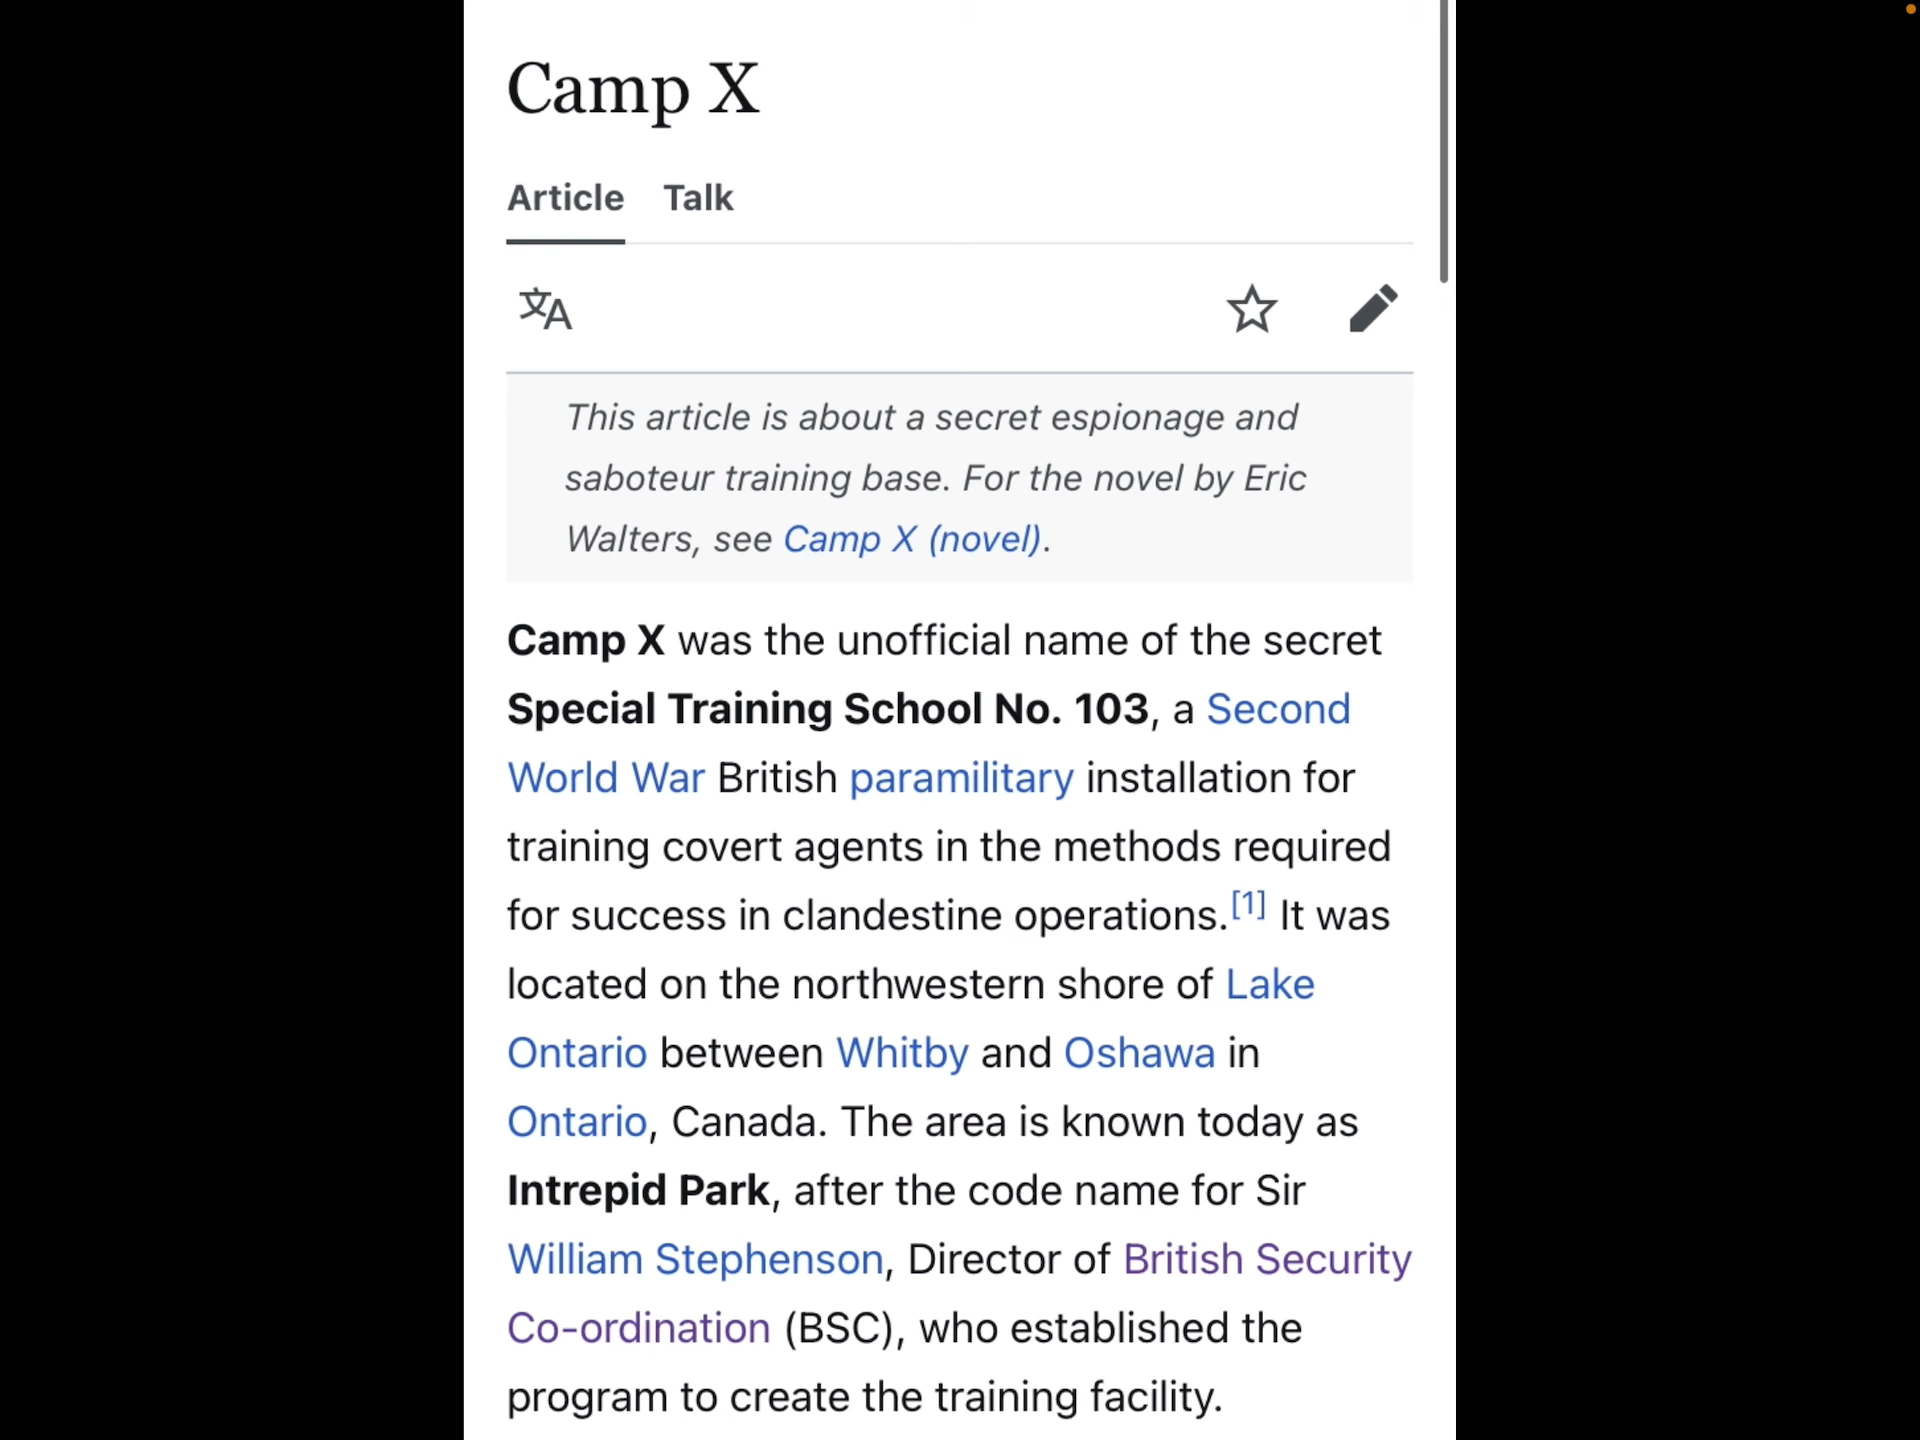 Camp X
Article Talk
文A
This article is about a secret espionage and
saboteur training base. For the novel by Eric
Walters, see Camp X (novel).
Camp X was the unofficial name of the secret
Special Training School No. 103, a Second
World War British paramilitary installation for
training covert agents in the methods required
for success in clandestine operations.[1] It was
located on the northwestern shore of Lake
Ontario between Whitby and Oshawa in
Ontario, Canada. The area is known today as
Intrepid Park, after the code name for Sir
William Stephenson, Director of British Security
Co-ordination (BSC), who established the
program to create the training facility.